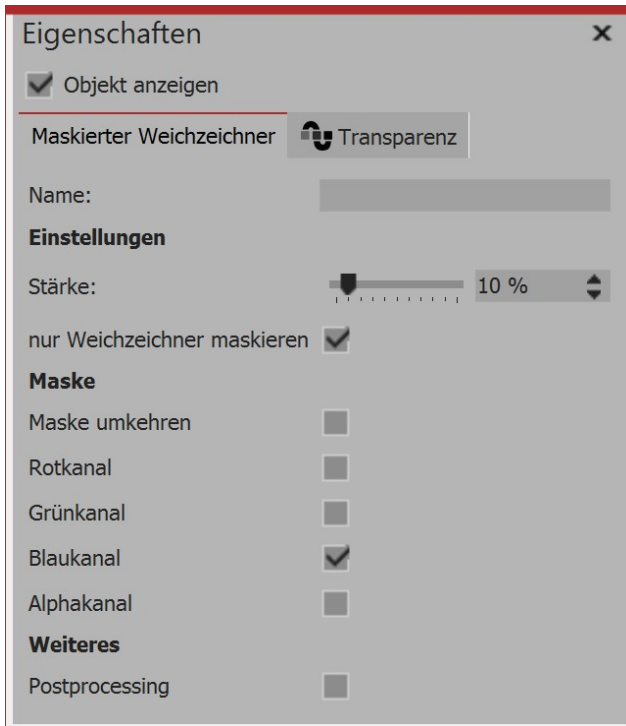 Eigenschaften
Objekt anzeigen
Maskierter Weichzeichner Transparenz
Name:
Einstellungen
Stärke: 10 %
nur Weichzeichner maskieren
Maske
Maske umkehren
Rotkanal
Grünkanal
Blaukanal
Alphakanal
Weiteres
Postprocessing